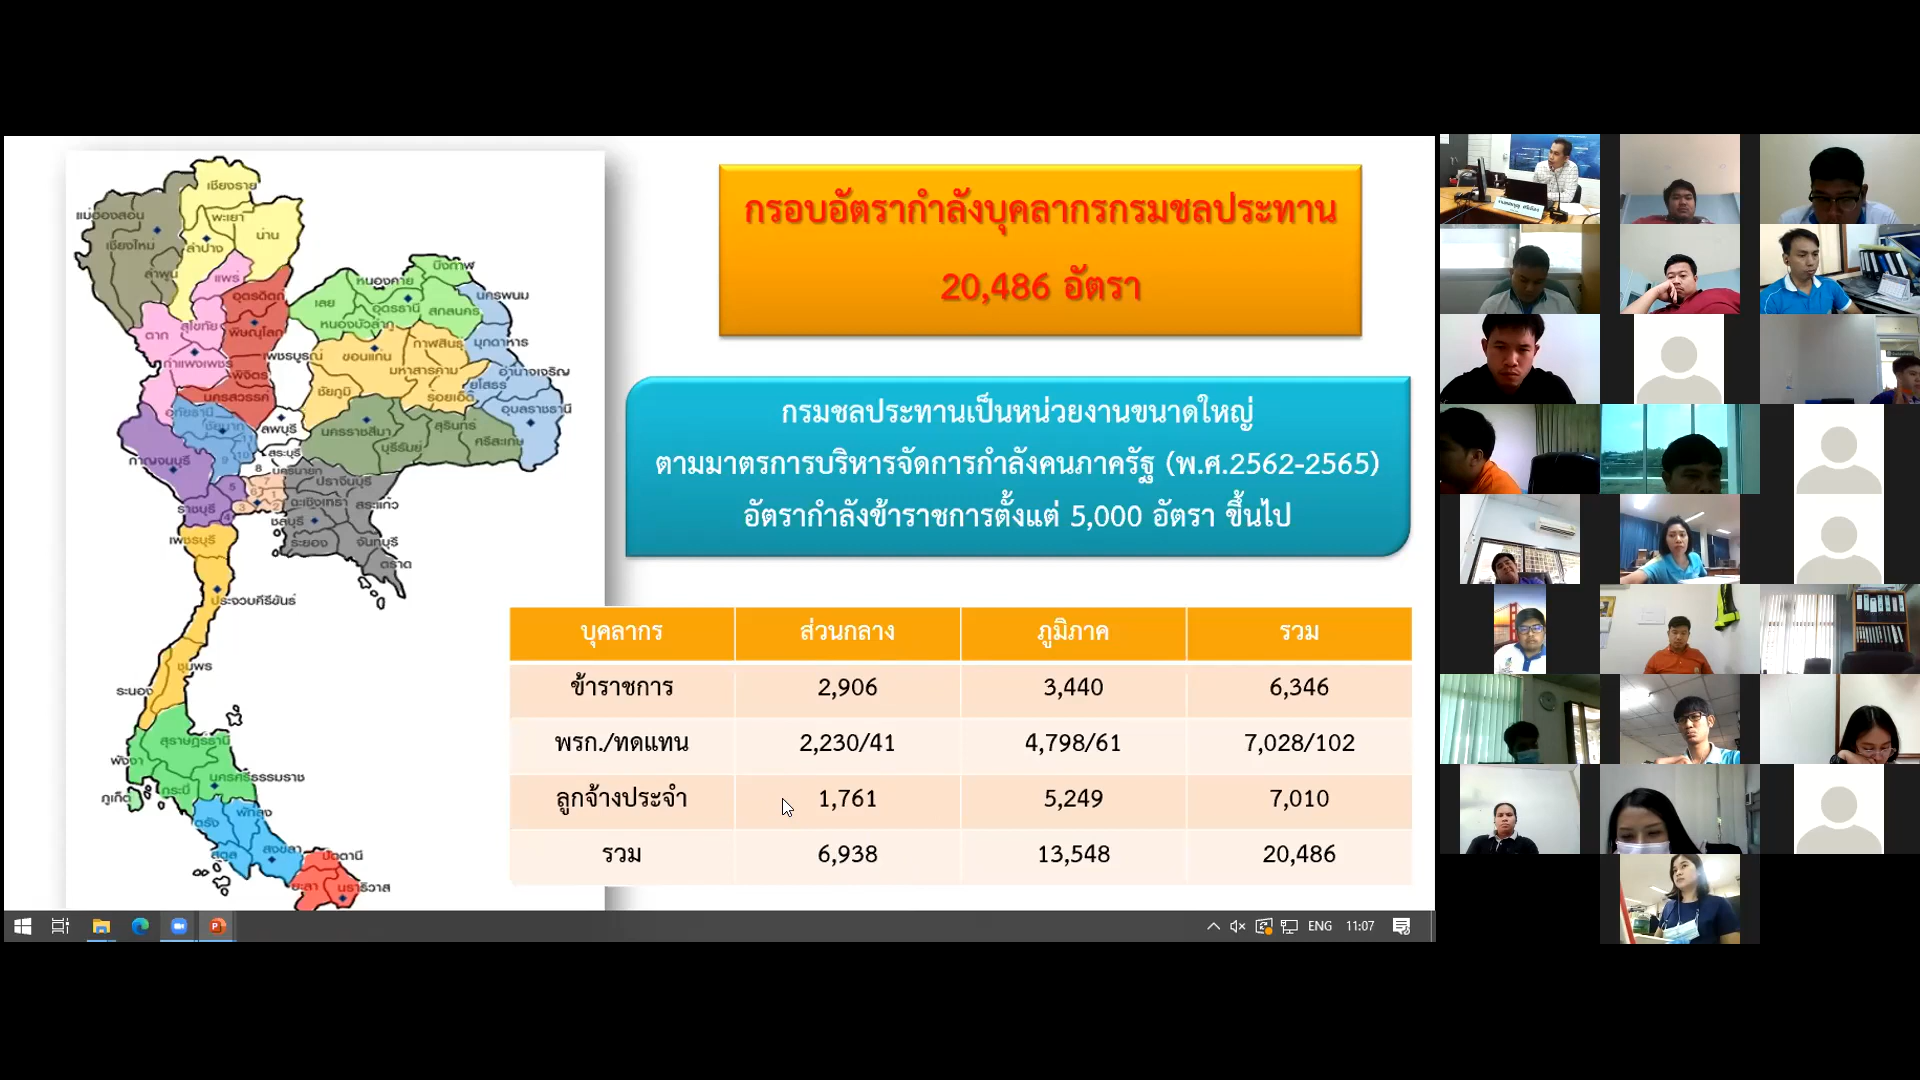 กรอบอัตรากำลังบุคลากรกรมชลประทาน
20,486 อัตรา
กรมชลประทานเป็นหน่วยงานขนาดใหญ่
ตามมาตรการบริหารจัดการกำลังคนภาครัฐ (พ.ศ.2562-2565)
อัตรากำลังข้าราชการตั้งแต่ 5,000 อัตรา ขึ้นไป
บุคลากร ส่วนกลาง ภูมิภาค รวม
ข้าราชการ 2,906 3,440 6,346
พรก./ทดแทน 2,230/41 4,798/61 7,028/102
ลูกจ้างประจำ 1,761 5,249 7,010
รวม 6,938 13,548 20,486
เชียงราย
แม่ฮ่องสอน
พะเยา
น่าน
เชียงใหม่
ลำปาง
ลำพูน
แพร่
บึงกาฬ
หนองคาย
นครพนม
อุตรดิตถ์
เลย
อุดรธานี
สกลนคร
หนองบัวลำภู
สุโขทัย
ตาก
พิษณุโลก
มุกดาหาร
กาฬสินธุ์
เพชรบูรณ์
ขอนแก่น
กำแพงเพชร
พิจิตร
มหาสารคาม
อำนาจเจริญ
ยโสธร
ชัยภูมิ
ร้อยเอ็ด
นครสวรรค์
อุทัยธานี
อุบลราชธานี
ชัยนาท
ลพบุรี
นครราชสีมา
สุรินทร์
บุรีรัมย์
ศรีสะเกษ
11
10
9
สระบุรี
กาญจนบุรี
8
นครนายก
ปราจีนบุรี
7
5
6
1
ฉะเชิงเทรา
สระแก้ว
ราชบุรี
3
2
4
ชลบุรี
ระยอง
จันทบุรี
เพชรบุรี
ตราด
ประจวบคีรีขันธ์
ชุมพร
ระนอง
สุราษฎร์ธานี
พังงา
นครศรีธรรมราช
ภูเก็ต
กระบี่
พัทลุง
ตรัง
สตูล
สงขลา
ปัตตานี
ยะลา
นราธิวาส
ENG 11:07